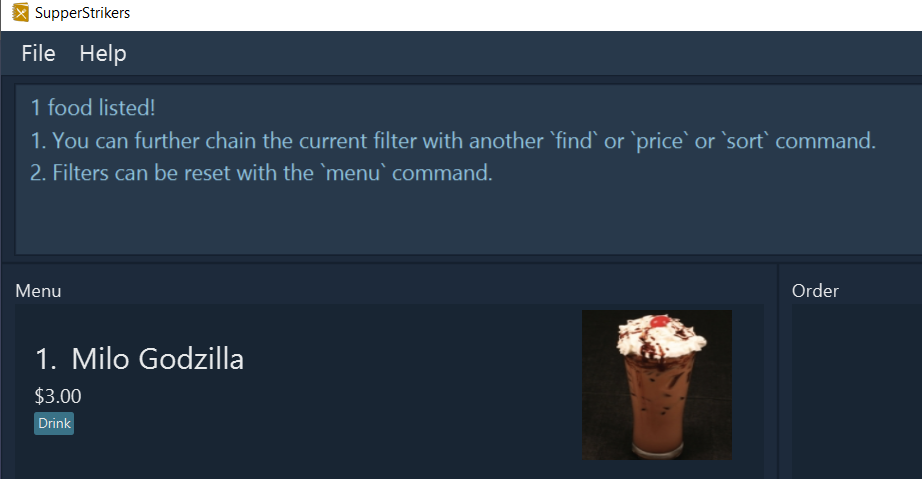 SupperStrikers
File Help
1 food listed!
1. You can further chain the current filter with another `find` or `price` or `sort` command.
2. Filters can be reset with the `menu` command.
Menu
Order
1. Milo Godzilla
$3.00
Drink